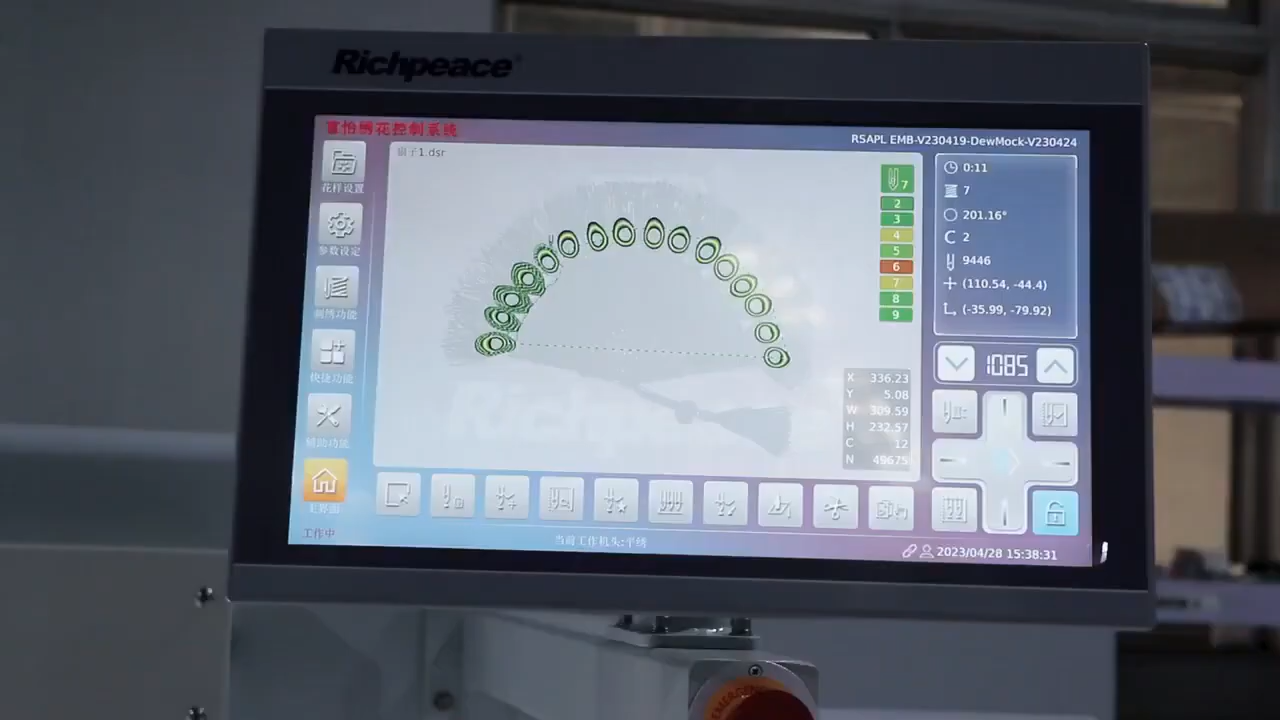 Richpeace
富怡绣花控制系统
RSAPL EMB-V230419-DewMock-V230424
扇子1.dsr
花样设置
参数设定
刺绣功能
快捷功能
辅助功能
主界面
工作中
7
2
3
4
5
6
7
8
9
0:11
7
201.16°
C 2
9446
(110.54, -44.4)
(-35.99, -79.92)
1085
X 336.23
Y 5.08
W 309.59
H 232.57
C 12
N 49675
当前工作机头:平绣
2023/04/28 15:38:31
Richpeace
EMERGENCY